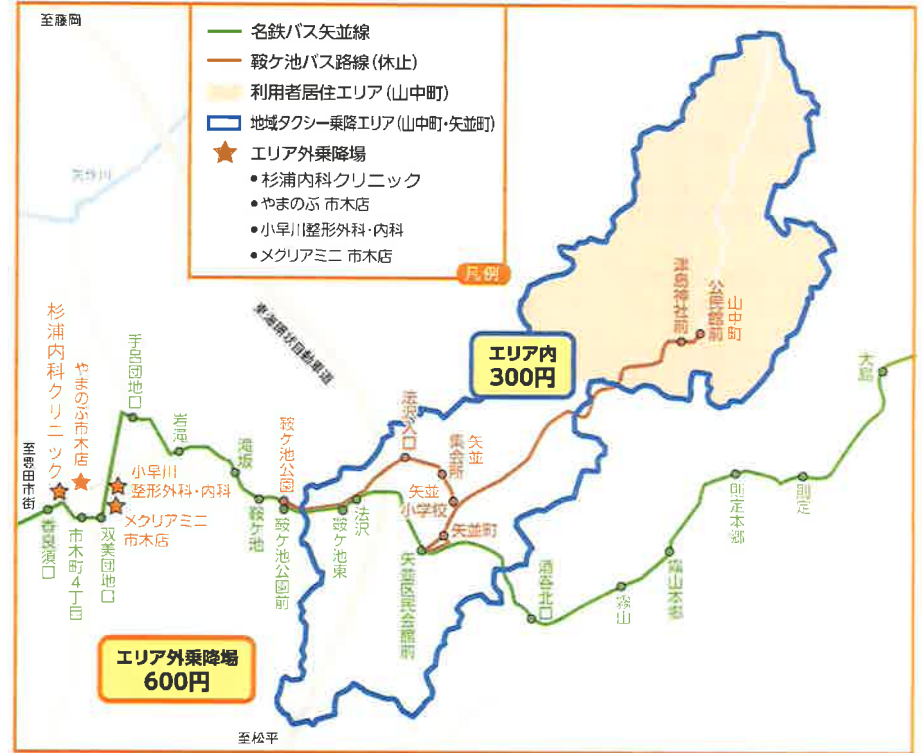 至藤岡
名鉄バス矢並線
鞍ケ池バス路線(休止)
利用者居住エリア(山中町)
地域タクシー乗降エリア(山中町・矢並町)
エリア外乗降場
•杉浦内科クリニック
•やまのぶ 市木店
•小早川整形外科・内科
•メグリアミニ 市木店
凡例
矢作川
東海環状自動車道
エリア内
300円
津島神社前
山中町
公民館前
大島
杉浦内科クリニック
やまのぶ市木店
手呂団地口
岩滝
滝坂
鞍ケ池公園
法沢入口
矢並
集会所
至豊田市街
小早川
整形外科・内科
メグリアミニ
市木店
矢並
小学校
矢並町
市木町4丁目
双美団地口
鞍ケ池
鞍ケ池公園前
鞍ケ池東
法沢
矢並区民会館前
酒呑北口
霧山
霧山本郷
則定本郷
則定
エリア外乗降場
600円
至松平